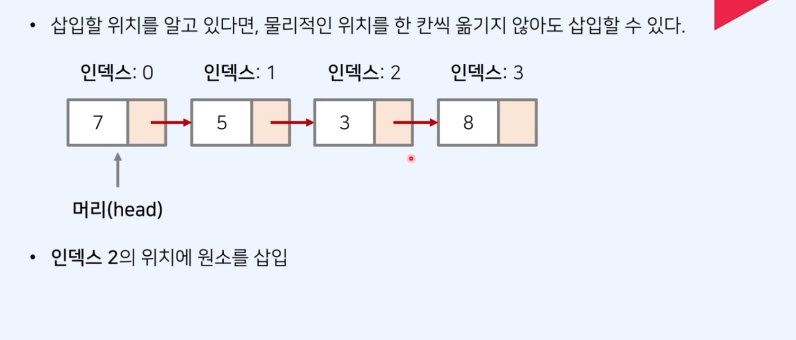 • 삽입할 위치를 알고 있다면, 물리적인 위치를 한 칸씩 옮기지 않아도 삽입할 수 있다.
인덱스: 0 인덱스: 1 인덱스: 2 인덱스: 3
7 5 3 8
머리(head)
• 인덱스 2의 위치에 원소를 삽입